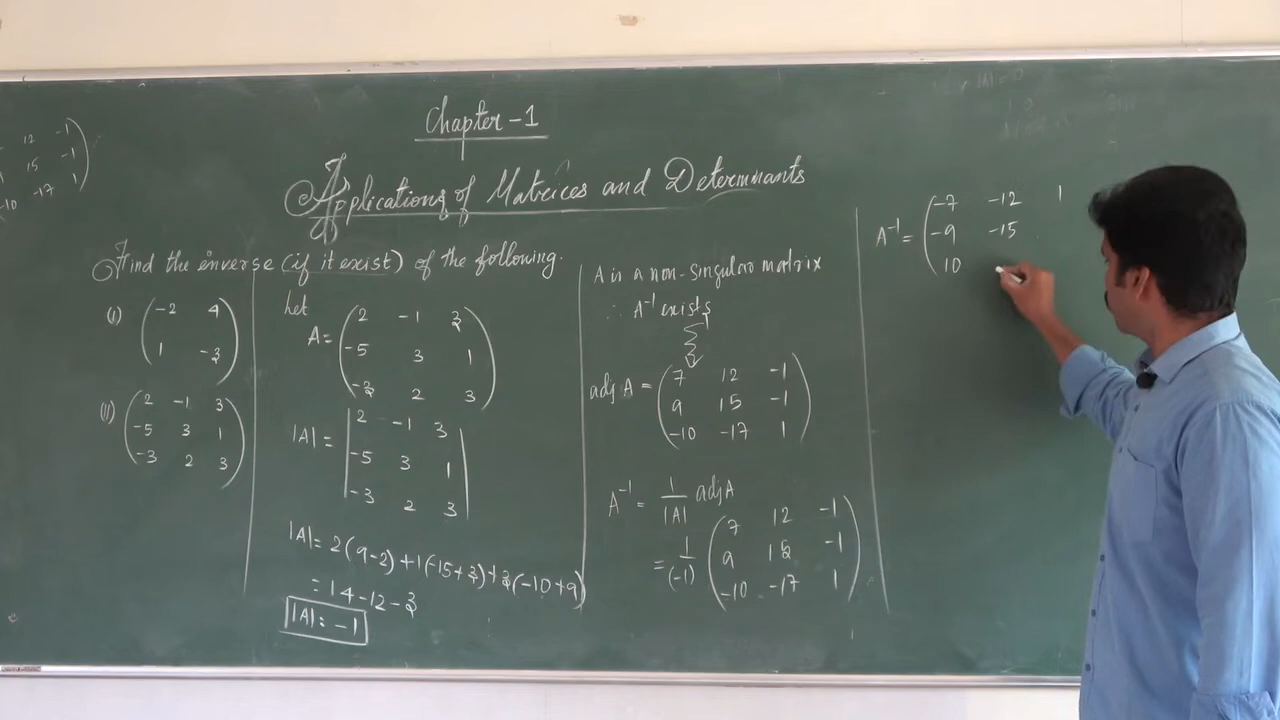 12 -1
15 -1
-10 -17 1
Chapter - 1
Applications of Matrices and Determinants
Find the inverse (if it exist) of the following.
(i)
-2 4
1 -3
(ii)
2 -1 3
-5 3 1
-3 2 3
Let
A =
2 -1 3
-5 3 1
-3 2 3
|A| =
2 -1 3
-5 3 1
-3 2 3
|A| = 2(9-2)+1(-15+3)+3(-10+9)
= 14-12-3
|A| = -1
A is a non-singular matrix
∴ A⁻¹ exists
adj A =
7 12 -1
9 15 -1
-10 -17 1
A⁻¹ = 1/|A| adj A
= 1/(-1)
7 12 -1
9 15 -1
-10 -17 1
A⁻¹ =
-7 -12 1
-9 -15
10